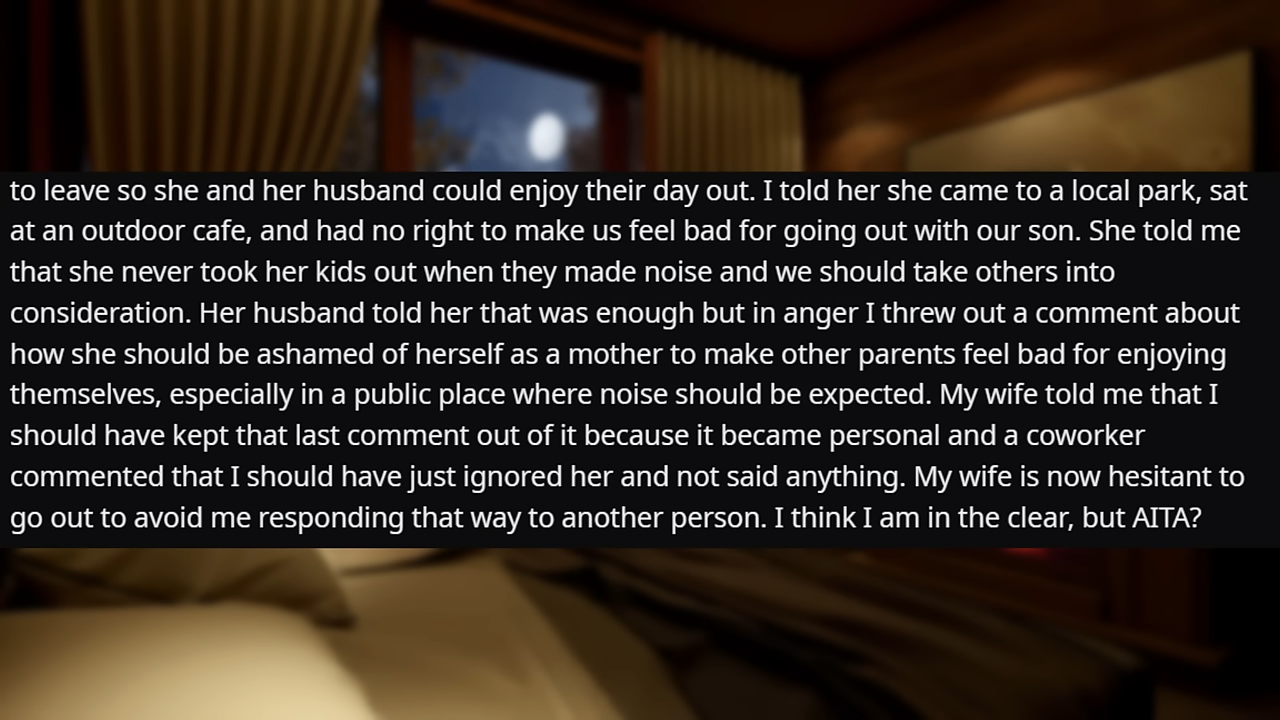 to leave so she and her husband could enjoy their day out. I told her she came to a local park, sat
at an outdoor cafe, and had no right to make us feel bad for going out with our son. She told me
that she never took her kids out when they made noise and we should take others into
consideration. Her husband told her that was enough but in anger I threw out a comment about
how she should be ashamed of herself as a mother to make other parents feel bad for enjoying
themselves, especially in a public place where noise should be expected. My wife told me that I
should have kept that last comment out of it because it became personal and a coworker
commented that I should have just ignored her and not said anything. My wife is now hesitant to
go out to avoid me responding that way to another person. I think I am in the clear, but AITA?